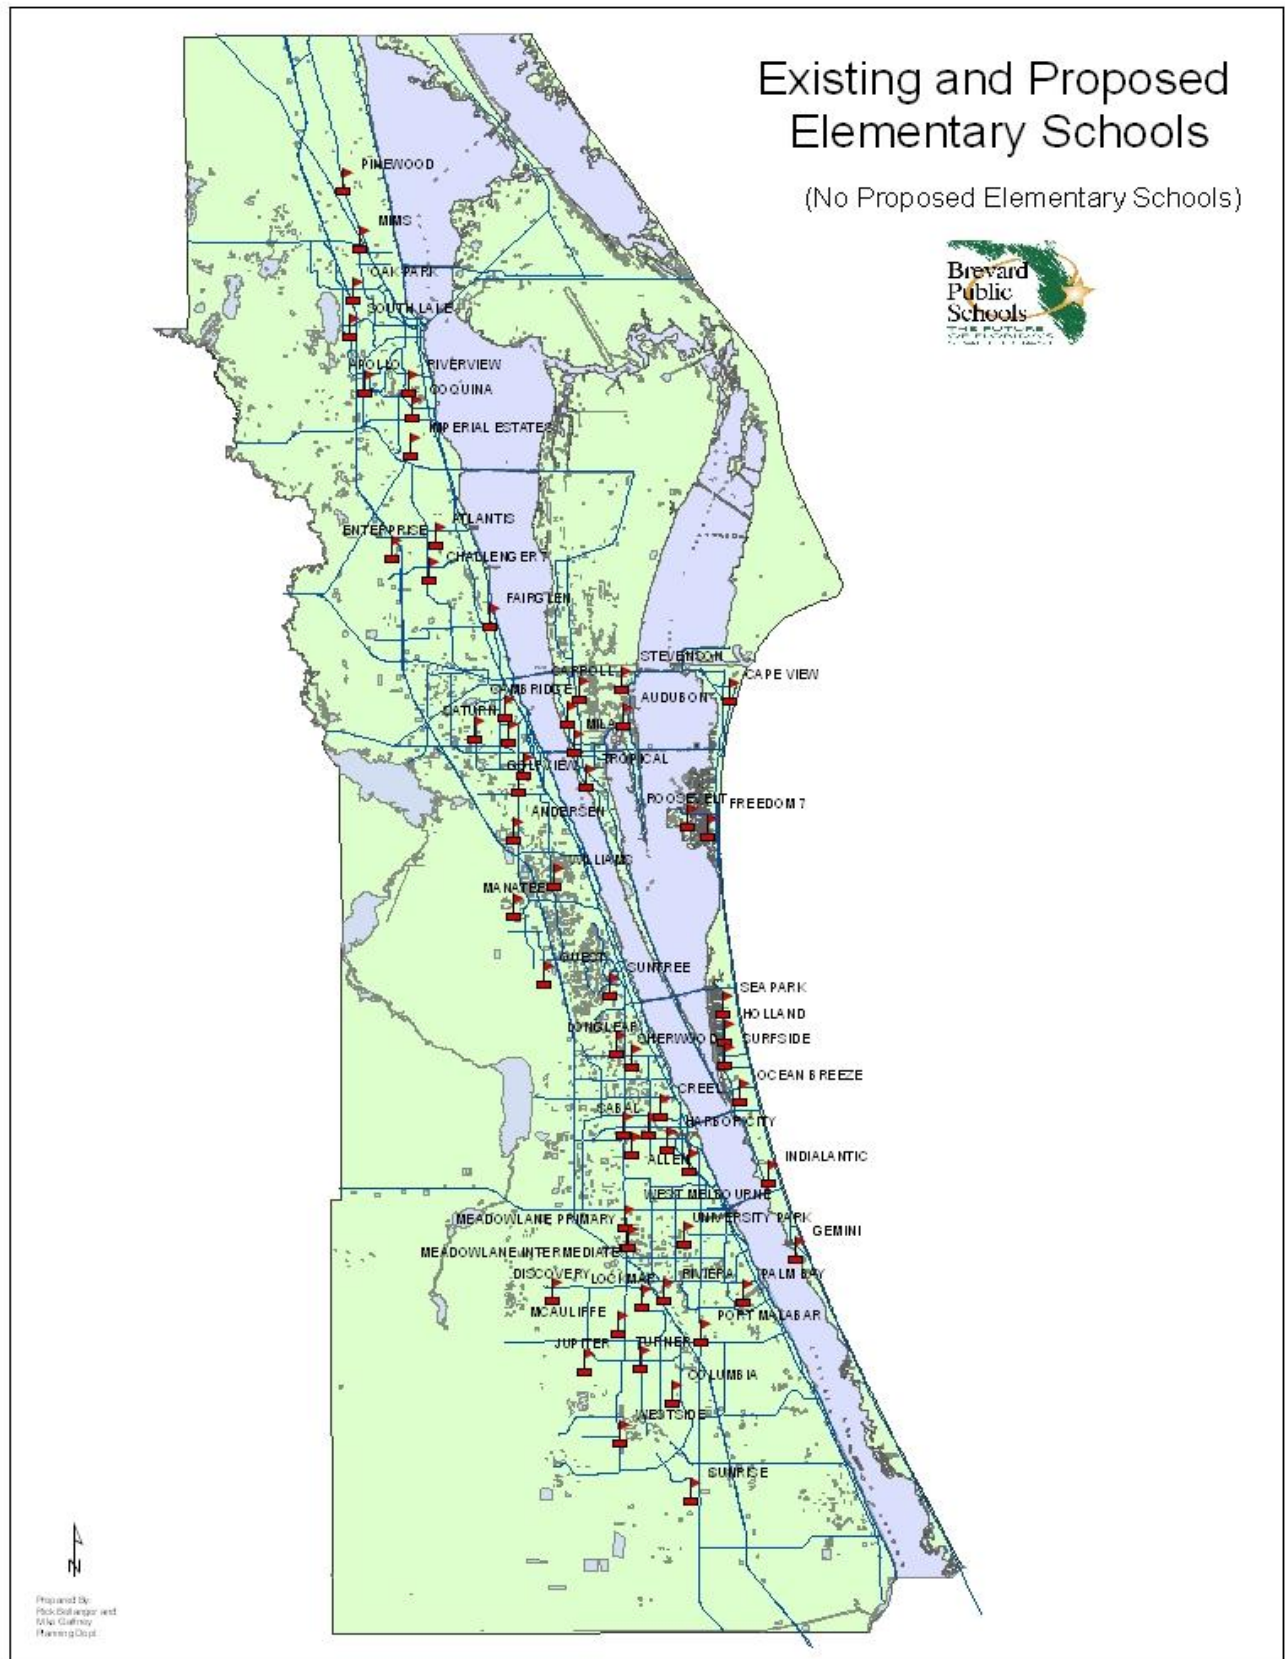 Existing and Proposed
Elementary Schools
(No Proposed Elementary Schools)
Brevard
Public
Schools
PINEWOOD
MIMS
OAK PARK
SOUTH LAKE
APOLLO
RIVERVIEW
COQUINA
IMPERIAL ESTATES
ATLANTIS
ENTERPRISE
CHALLENGER 7
FAIRGLEN
STEVENSON
CARROLL
CAPE VIEW
CAMBRIDGE
AUDUBON
SATURN
MILA
TROPICAL
GOLFVIEW
ROOSEVELT
FREEDOM 7
ANDERSEN
WILLIAMS
MANATEE
QUEST
SUNTREE
SEA PARK
HOLLAND
LONGLEAF
SHERWOOD
SURFSIDE
OCEAN BREEZE
CREEL
SABAL
HARBOR CITY
ALLEN
INDIALANTIC
WEST MELBOURNE
MEADOWLANE PRIMARY
UNIVERSITY PARK
GEMINI
MEADOWLANE INTERMEDIATE
DISCOVERY
LOCKMAR
RIVIERA
PALM BAY
MCAULIFFE
PORT MALABAR
JUPITER
TURNER
COLUMBIA
WESTSIDE
SUNRISE
N
Prepared By:
Planning Dept.